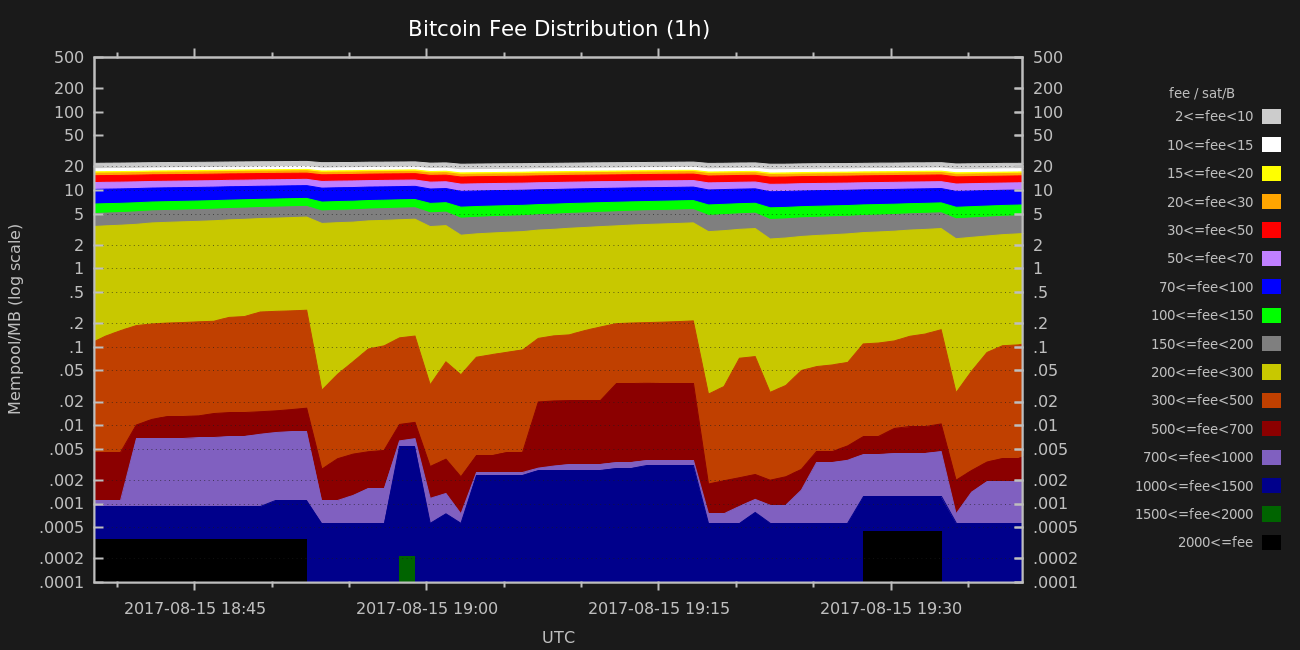 Bitcoin Fee Distribution (1h)
500 500
200 200
100 100
50 50
20 20
10 10
5 5
2 2
1 1
.5 .5
.2 .2
.1 .1
.05 .05
.02 .02
.01 .01
.005 .005
.002 .002
.001 .001
.0005 .0005
.0002 .0002
.0001 .0001
Mempool/MB (log scale)
2017-08-15 18:45 2017-08-15 19:00 2017-08-15 19:15 2017-08-15 19:30
UTC
fee / sat/B
2<=fee<10
10<=fee<15
15<=fee<20
20<=fee<30
30<=fee<50
50<=fee<70
70<=fee<100
100<=fee<150
150<=fee<200
200<=fee<300
300<=fee<500
500<=fee<700
700<=fee<1000
1000<=fee<1500
1500<=fee<2000
2000<=fee